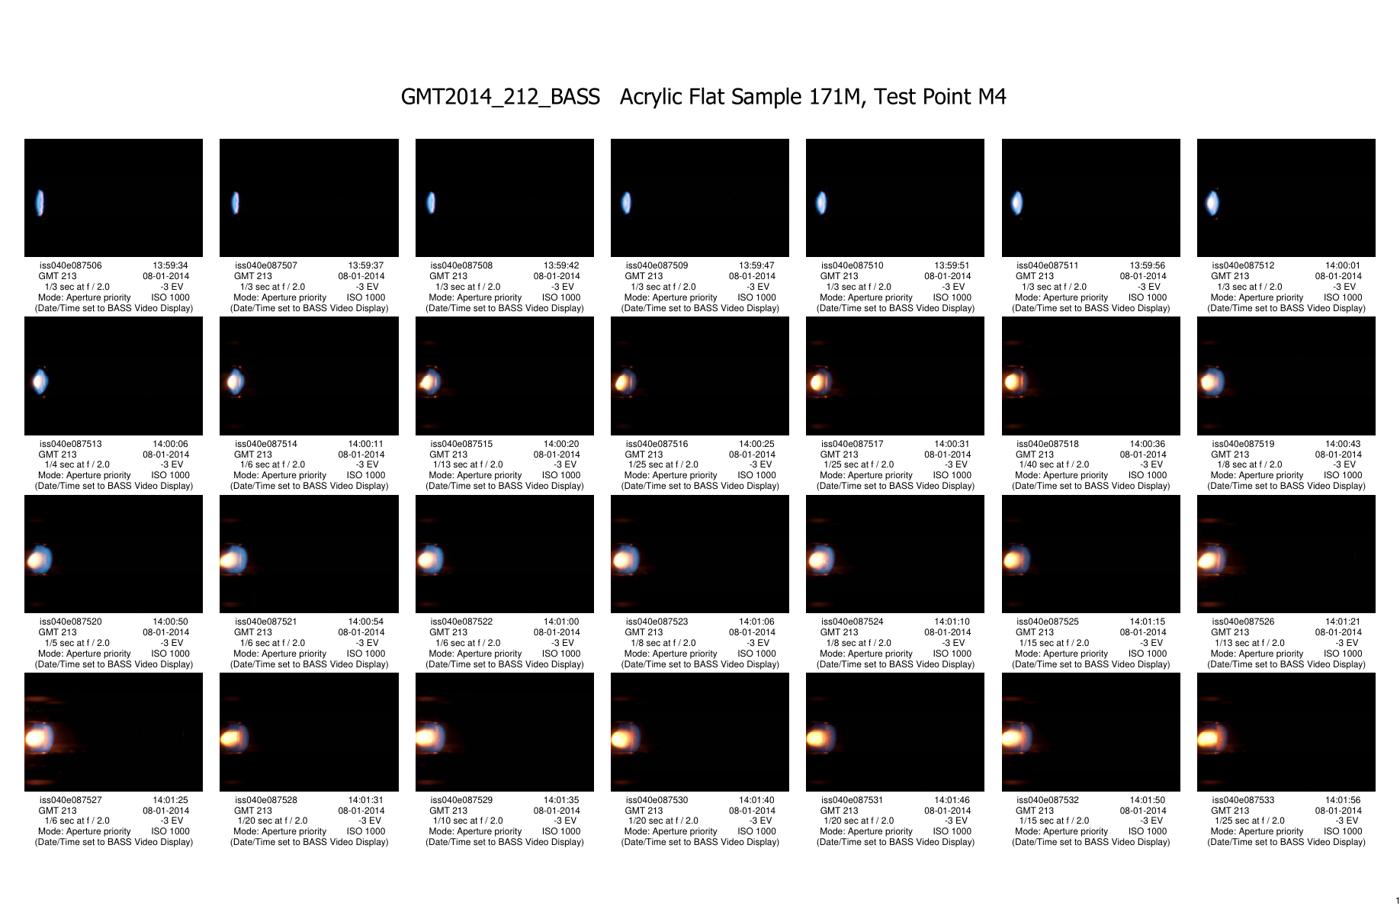 GMT2014_212_BASS Acrylic Flat Sample 171M, Test Point M4
iss040e087506 13:59:34
GMT 213 08-01-2014
1/3 sec at f / 2.0 -3 EV
Mode: Aperture priority ISO 1000
(Date/Time set to BASS Video Display)
iss040e087507 13:59:37
GMT 213 08-01-2014
1/3 sec at f / 2.0 -3 EV
Mode: Aperture priority ISO 1000
(Date/Time set to BASS Video Display)
iss040e087508 13:59:42
GMT 213 08-01-2014
1/3 sec at f / 2.0 -3 EV
Mode: Aperture priority ISO 1000
(Date/Time set to BASS Video Display)
iss040e087509 13:59:47
GMT 213 08-01-2014
1/3 sec at f / 2.0 -3 EV
Mode: Aperture priority ISO 1000
(Date/Time set to BASS Video Display)
iss040e087510 13:59:51
GMT 213 08-01-2014
1/3 sec at f / 2.0 -3 EV
Mode: Aperture priority ISO 1000
(Date/Time set to BASS Video Display)
iss040e087511 13:59:56
GMT 213 08-01-2014
1/3 sec at f / 2.0 -3 EV
Mode: Aperture priority ISO 1000
(Date/Time set to BASS Video Display)
iss040e087512 14:00:01
GMT 213 08-01-2014
1/3 sec at f / 2.0 -3 EV
Mode: Aperture priority ISO 1000
(Date/Time set to BASS Video Display)
iss040e087513 14:00:06
GMT 213 08-01-2014
1/4 sec at f / 2.0 -3 EV
Mode: Aperture priority ISO 1000
(Date/Time set to BASS Video Display)
iss040e087514 14:00:11
GMT 213 08-01-2014
1/6 sec at f / 2.0 -3 EV
Mode: Aperture priority ISO 1000
(Date/Time set to BASS Video Display)
iss040e087515 14:00:20
GMT 213 08-01-2014
1/13 sec at f / 2.0 -3 EV
Mode: Aperture priority ISO 1000
(Date/Time set to BASS Video Display)
iss040e087516 14:00:25
GMT 213 08-01-2014
1/25 sec at f / 2.0 -3 EV
Mode: Aperture priority ISO 1000
(Date/Time set to BASS Video Display)
iss040e087517 14:00:31
GMT 213 08-01-2014
1/25 sec at f / 2.0 -3 EV
Mode: Aperture priority ISO 1000
(Date/Time set to BASS Video Display)
iss040e087518 14:00:36
GMT 213 08-01-2014
1/40 sec at f / 2.0 -3 EV
Mode: Aperture priority ISO 1000
(Date/Time set to BASS Video Display)
iss040e087519 14:00:43
GMT 213 08-01-2014
1/8 sec at f / 2.0 -3 EV
Mode: Aperture priority ISO 1000
(Date/Time set to BASS Video Display)
iss040e087520 14:00:50
GMT 213 08-01-2014
1/5 sec at f / 2.0 -3 EV
Mode: Aperture priority ISO 1000
(Date/Time set to BASS Video Display)
iss040e087521 14:00:54
GMT 213 08-01-2014
1/6 sec at f / 2.0 -3 EV
Mode: Aperture priority ISO 1000
(Date/Time set to BASS Video Display)
iss040e087522 14:01:00
GMT 213 08-01-2014
1/6 sec at f / 2.0 -3 EV
Mode: Aperture priority ISO 1000
(Date/Time set to BASS Video Display)
iss040e087523 14:01:06
GMT 213 08-01-2014
1/8 sec at f / 2.0 -3 EV
Mode: Aperture priority ISO 1000
(Date/Time set to BASS Video Display)
iss040e087524 14:01:10
GMT 213 08-01-2014
1/8 sec at f / 2.0 -3 EV
Mode: Aperture priority ISO 1000
(Date/Time set to BASS Video Display)
iss040e087525 14:01:15
GMT 213 08-01-2014
1/15 sec at f / 2.0 -3 EV
Mode: Aperture priority ISO 1000
(Date/Time set to BASS Video Display)
iss040e087526 14:01:21
GMT 213 08-01-2014
1/13 sec at f / 2.0 -3 EV
Mode: Aperture priority ISO 1000
(Date/Time set to BASS Video Display)
iss040e087527 14:01:25
GMT 213 08-01-2014
1/6 sec at f / 2.0 -3 EV
Mode: Aperture priority ISO 1000
(Date/Time set to BASS Video Display)
iss040e087528 14:01:31
GMT 213 08-01-2014
1/20 sec at f / 2.0 -3 EV
Mode: Aperture priority ISO 1000
(Date/Time set to BASS Video Display)
iss040e087529 14:01:35
GMT 213 08-01-2014
1/10 sec at f / 2.0 -3 EV
Mode: Aperture priority ISO 1000
(Date/Time set to BASS Video Display)
iss040e087530 14:01:40
GMT 213 08-01-2014
1/20 sec at f / 2.0 -3 EV
Mode: Aperture priority ISO 1000
(Date/Time set to BASS Video Display)
iss040e087531 14:01:46
GMT 213 08-01-2014
1/20 sec at f / 2.0 -3 EV
Mode: Aperture priority ISO 1000
(Date/Time set to BASS Video Display)
iss040e087532 14:01:50
GMT 213 08-01-2014
1/15 sec at f / 2.0 -3 EV
Mode: Aperture priority ISO 1000
(Date/Time set to BASS Video Display)
iss040e087533 14:01:56
GMT 213 08-01-2014
1/25 sec at f / 2.0 -3 EV
Mode: Aperture priority ISO 1000
(Date/Time set to BASS Video Display)